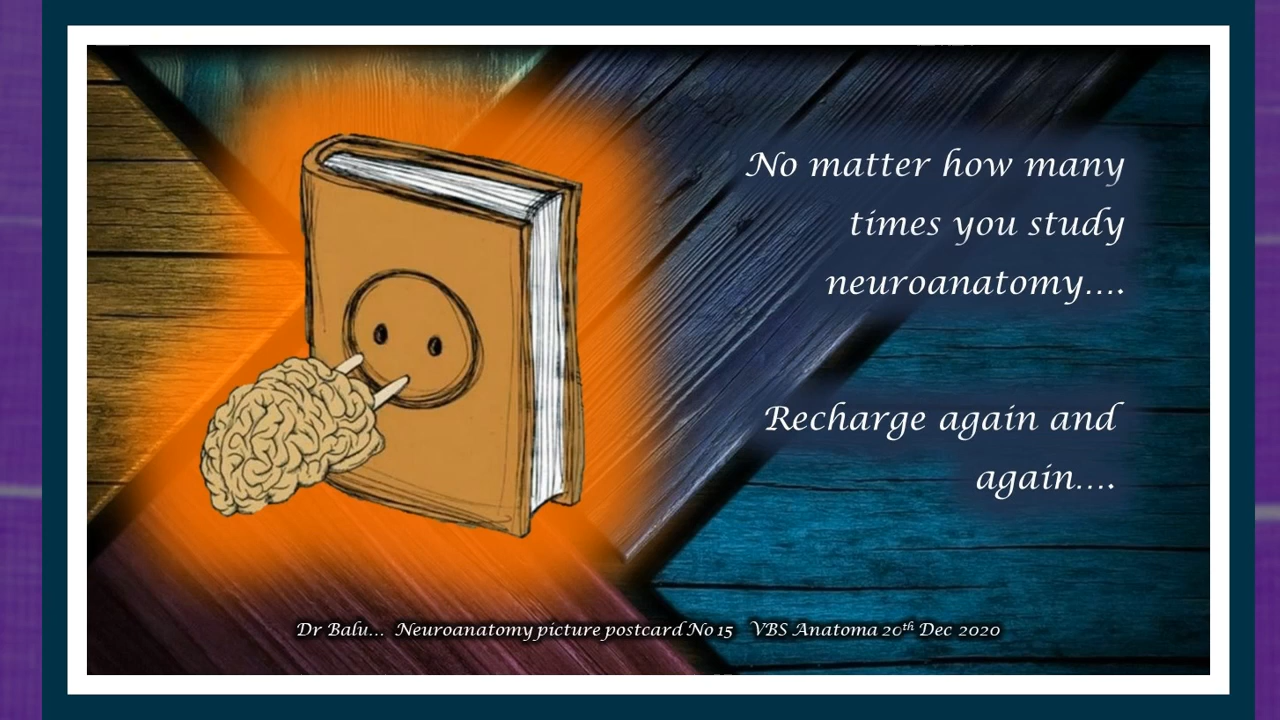 No matter how many
times you study
neuroanatomy….
Recharge again and
again….
Dr Balu… Neuroanatomy picture postcard No 15 VBS Anatoma 20th Dec 2020